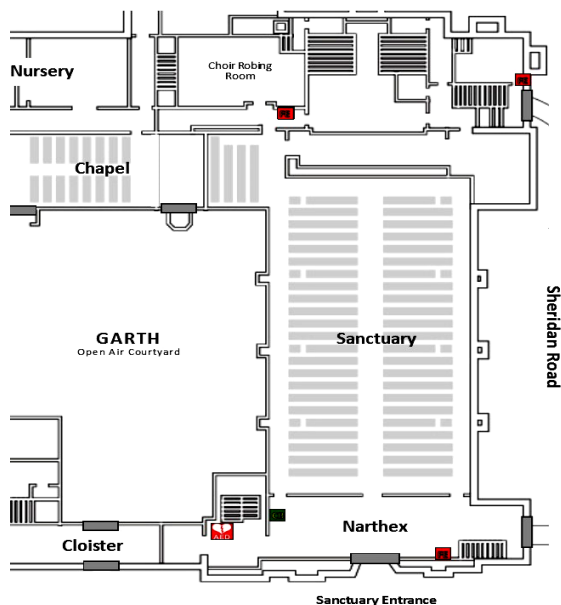 Choir Robing
Room
Nursery
Chapel
GARTH
Open Air Courtyard
Sanctuary
Sheridan Road
Narthex
AED
Cloister
Sanctuary Entrance